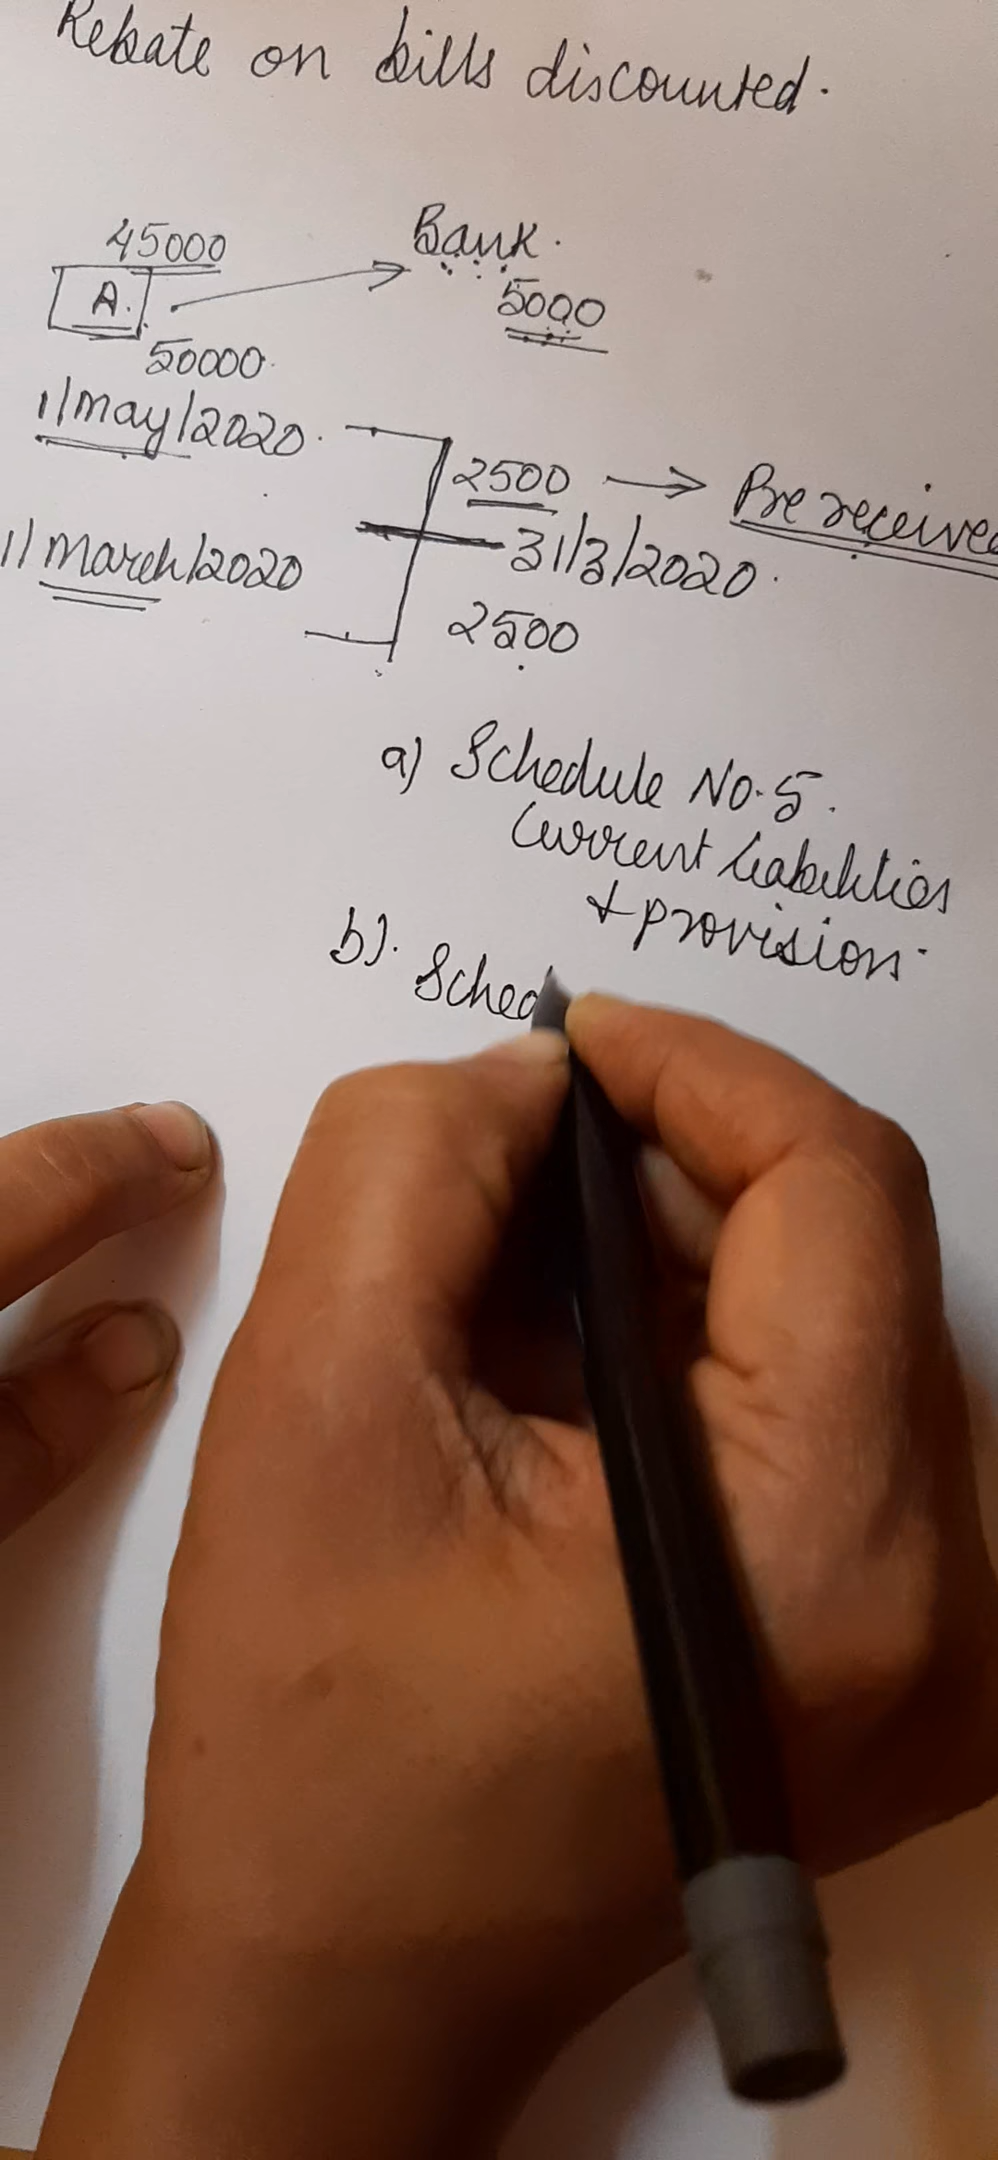 Rebate on bills discounted.
45000
Bank.
A.
5000
50000.
1/may/2020.
2500 → Pre receive
31/3/2020.
1/march/2020
2500
a) Schedule No. 5.
Current liabilities
+ provision.
b). Sched